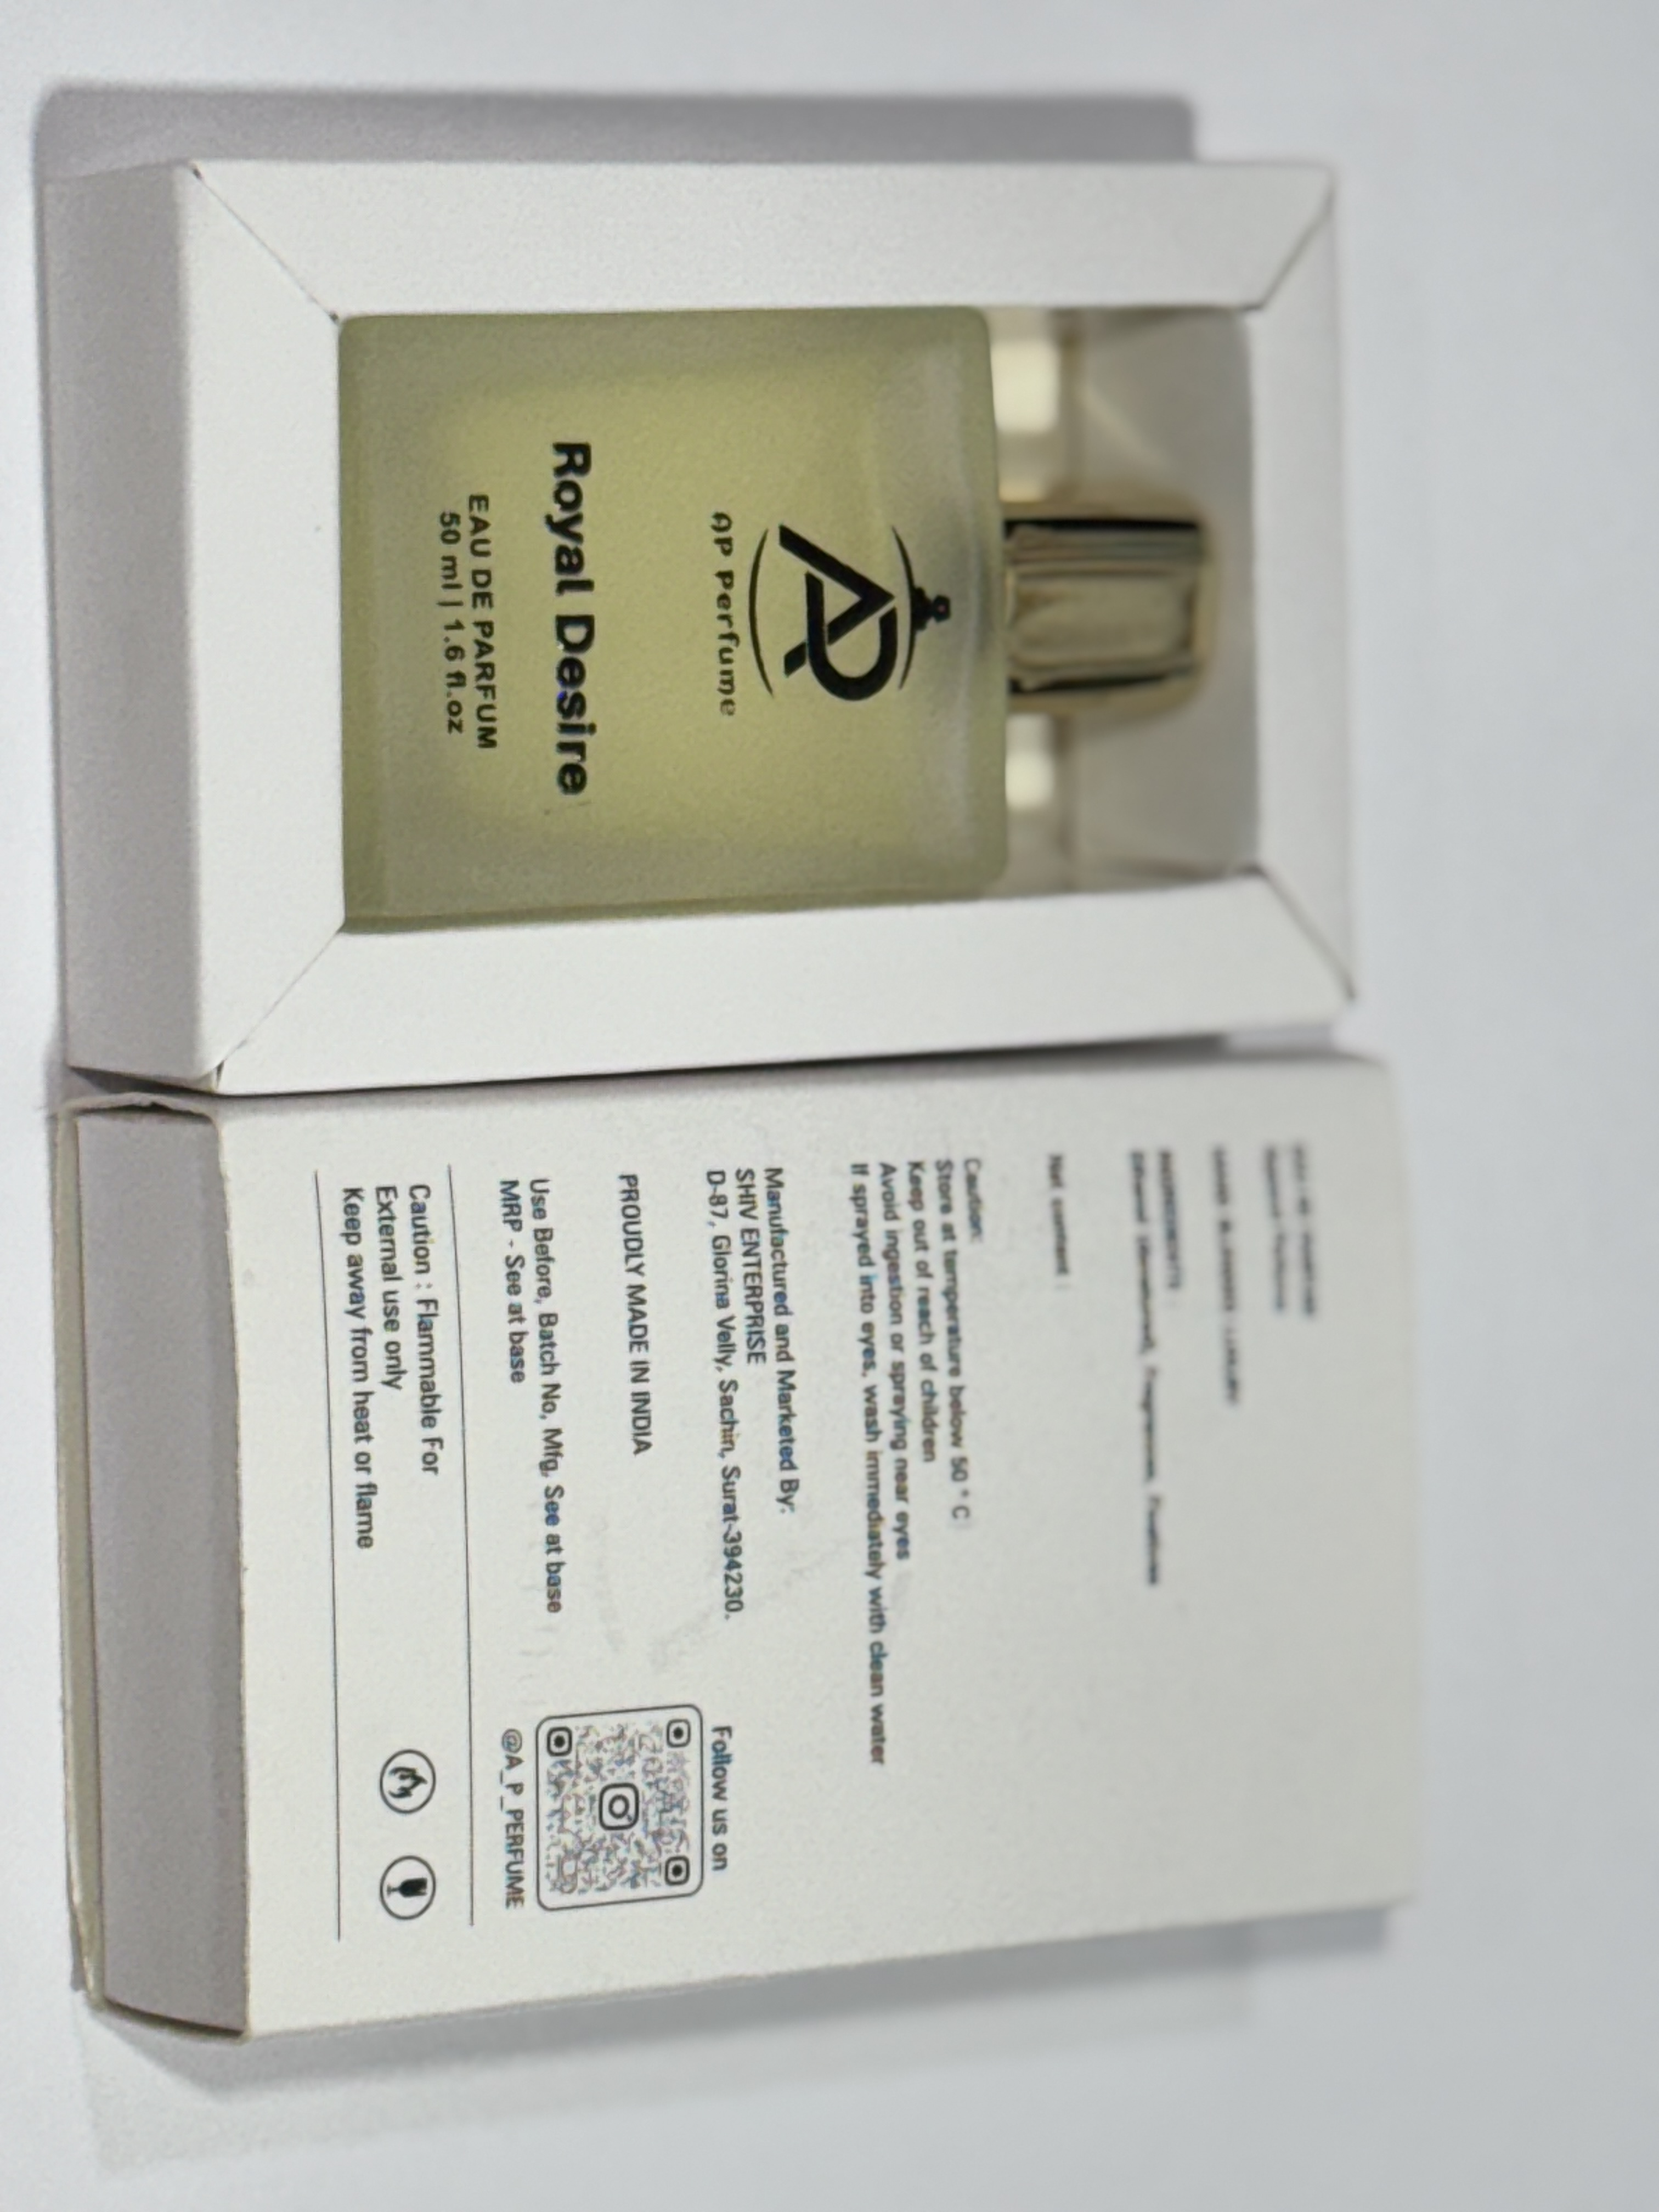 AP Perfume
Royal Desire
EAU DE PARFUM
50 ml | 1.6 fl.oz
Net content :
Caution:
Store at temperature below 50 ° C
Keep out of reach of children
Avoid ingestion or spraying near eyes
If sprayed into eyes, wash immediately with clean water
Manufactured and Marketed By:
SHIV ENTERPRISE
D-87, Glorina Velly, Sachin, Surat-394230.
PROUDLY MADE IN INDIA
Use Before, Batch No, Mfg, See at base
MRP - See at base
Follow us on
@A_P_PERFUME
Caution : Flammable For
External use only
Keep away from heat or flame